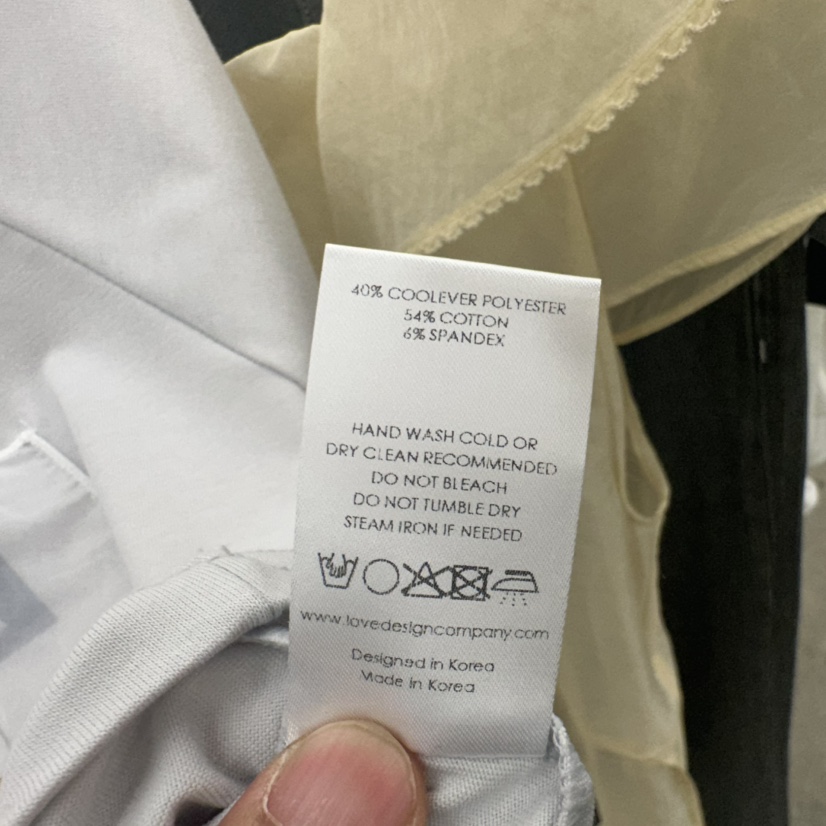 40% COOLEVER POLYESTER
54% COTTON
6% SPANDEX
HAND WASH COLD OR
DRY CLEAN RECOMMENDED
DO NOT BLEACH
DO NOT TUMBLE DRY
STEAM IRON IF NEEDED
www.lovedesigncompany.com
Designed in Korea
Made in Korea